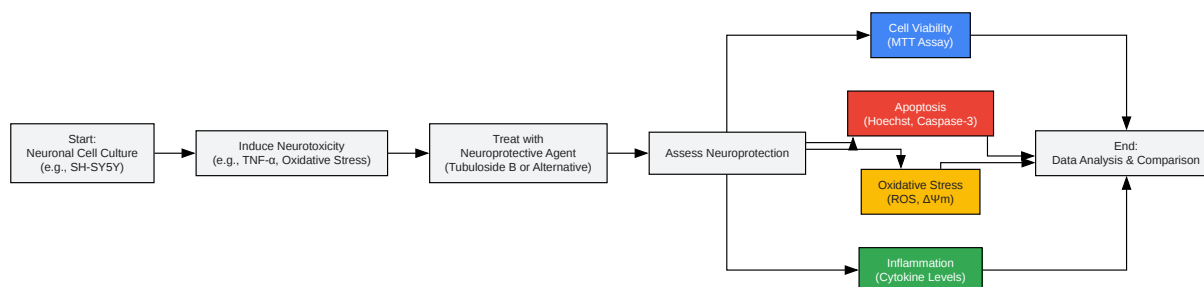 Start:
Neuronal Cell Culture
(e.g., SH-SY5Y)
Induce Neurotoxicity
(e.g., TNF-α, Oxidative Stress)
Treat with
Neuroprotective Agent
(Tubuloside B or Alternative)
Assess Neuroprotection
Cell Viability
(MTT Assay)
Apoptosis
(Hoechst, Caspase-3)
Oxidative Stress
(ROS, ΔΨm)
Inflammation
(Cytokine Levels)
End:
Data Analysis & Comparison